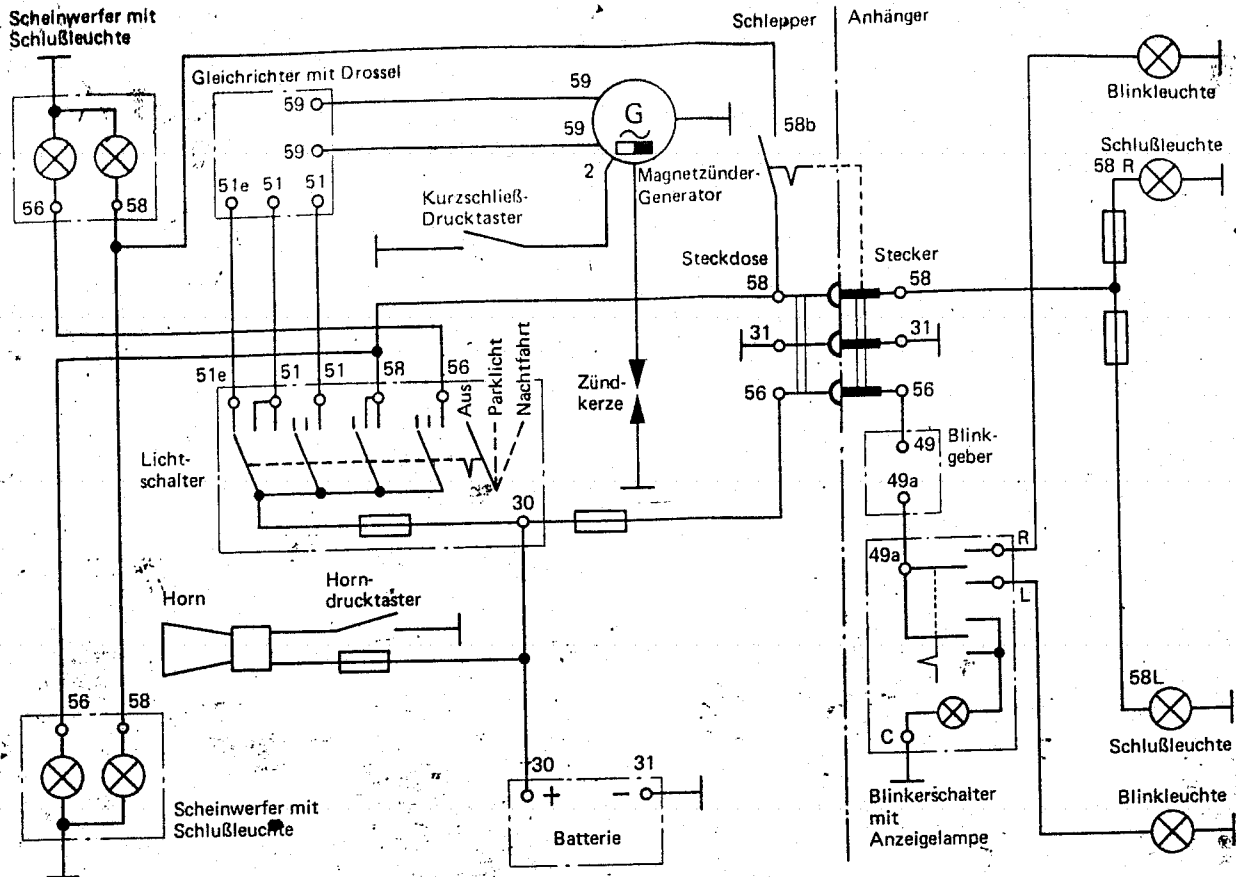 Scheinwerfer mit
Schlußleuchte
Schlepper
Anhänger
Gleichrichter mit Drossel
59
59
59
59
G
2
Magnetzünder-
Generator
58b
Blinkleuchte
Schlußleuchte
58 R
56
58
51e
51
51
Kurzschließ-
Drucktaster
Steckdose
Stecker
58
58
31
31
56
56
51e
51
51
58
56
Aus
Parklicht
Nachtfahrt
Zünd-
kerze
Licht-
schalter
30
49
Blink-
geber
49a
49a
R
L
Horn
Horn-
drucktaster
C
58L
Schlußleuchte
56
58
Scheinwerfer mit
Schlußleuchte
30
31
+
−
Batterie
Blinkerschalter
mit
Anzeigelampe
Blinkleuchte